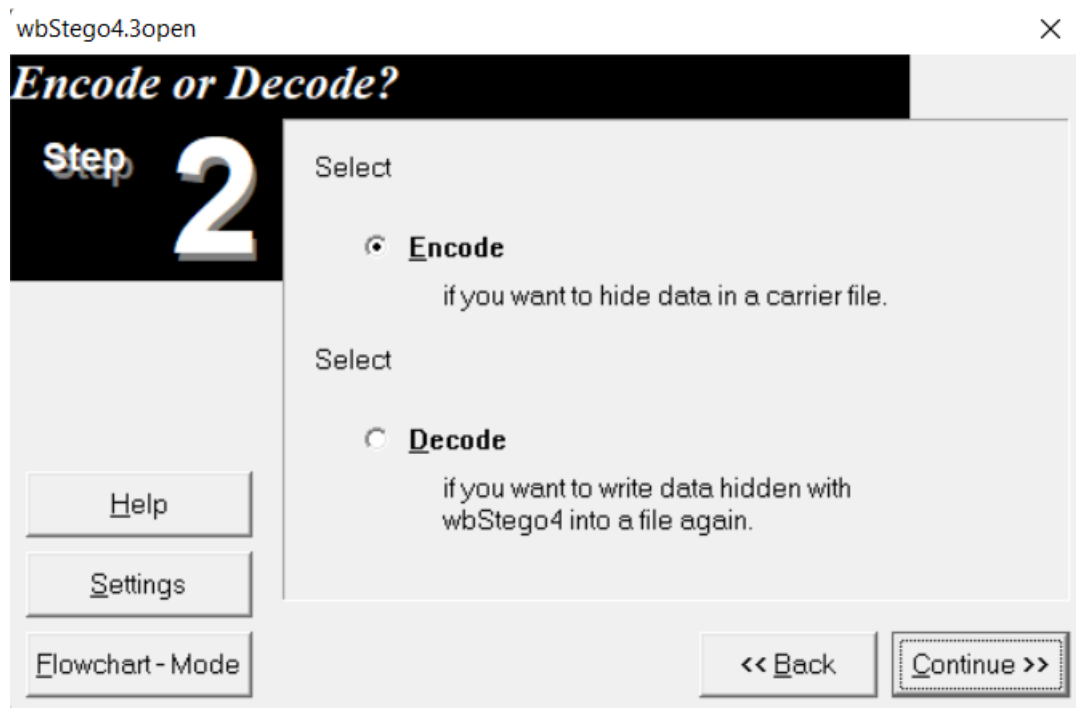 wbStego4.3open
Encode or Decode?
Step 2
Select
Encode
if you want to hide data in a carrier file.
Select
Decode
if you want to write data hidden with
wbStego4 into a file again.
Help
Settings
Flowchart - Mode
<< Back
Continue >>